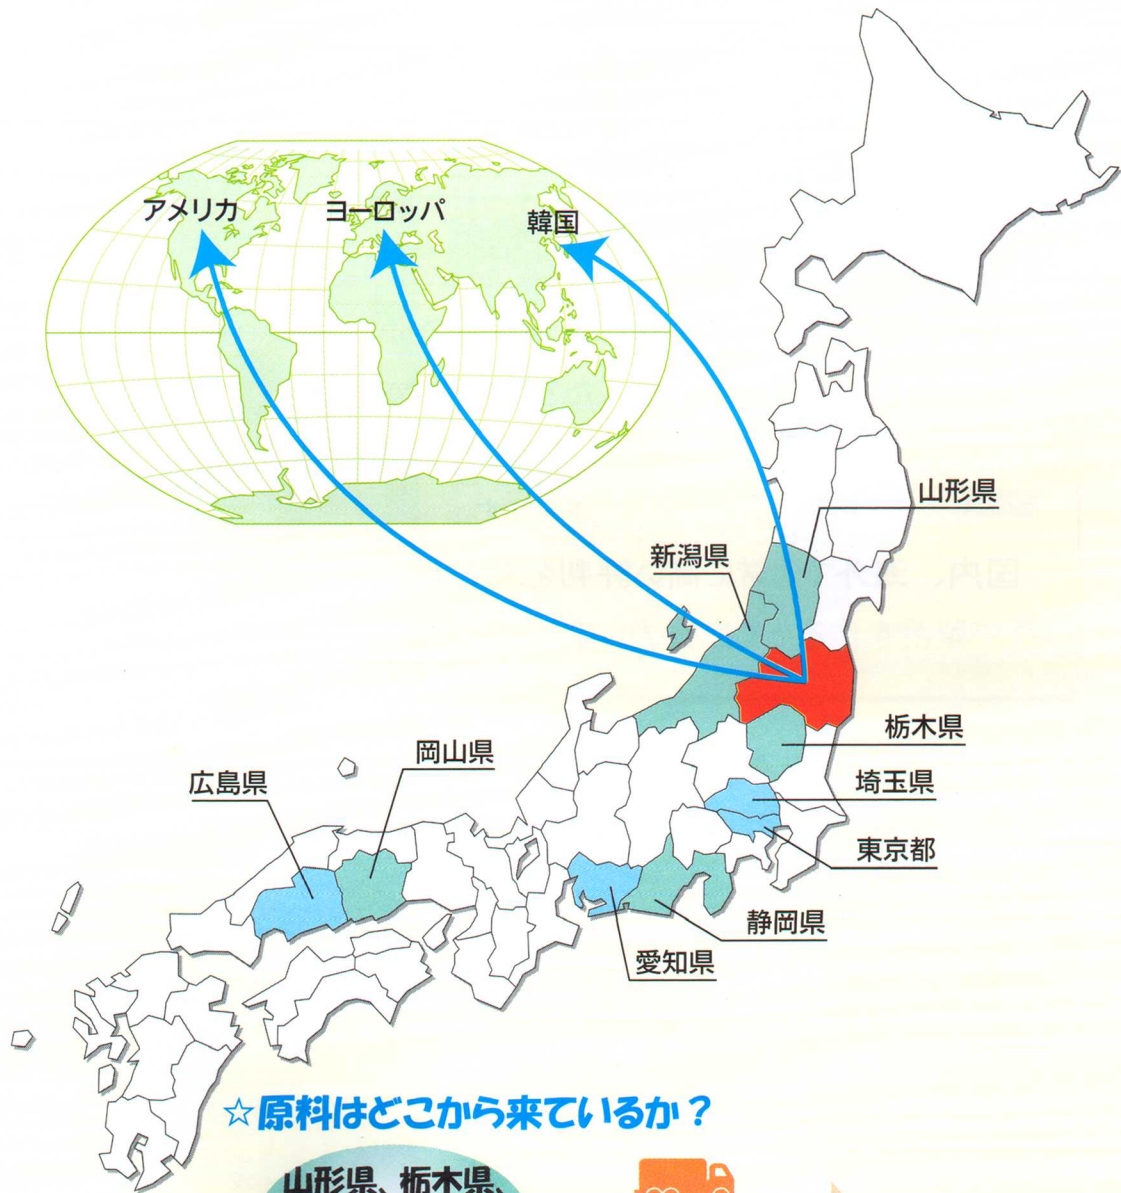 アメリカ
ヨーロッパ
韓国
山形県
新潟県
栃木県
岡山県
広島県
埼玉県
東京都
静岡県
愛知県
☆原料はどこから来ているか？
山形県、栃木県、